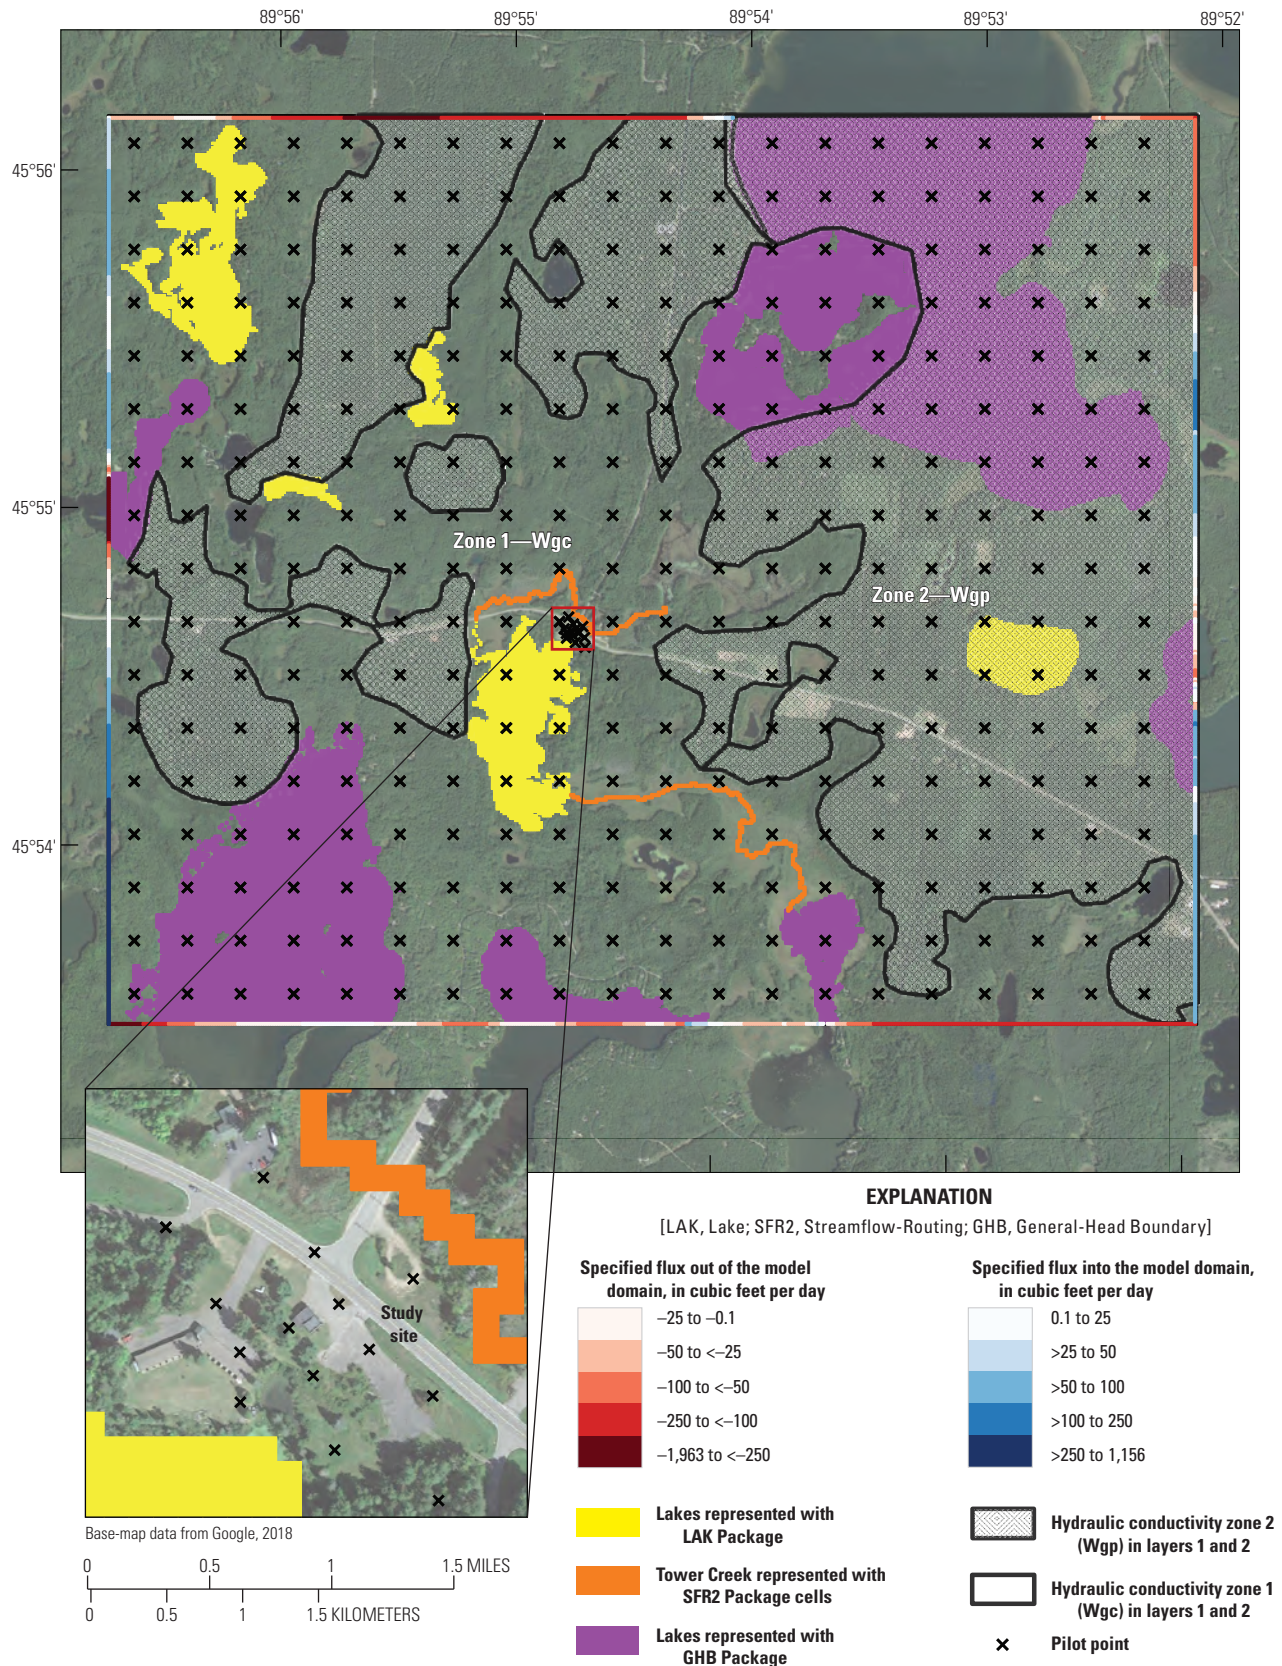 89°56'
89°55'
89°54'
89°53'
89°52'
45°56'
45°55'
45°54'
Zone 1—Wgc
Zone 2—Wgp
Study
site
Base-map data from Google, 2018
0 0.5 1 1.5 MILES
0 0.5 1 1.5 KILOMETERS
EXPLANATION
[LAK, Lake; SFR2, Streamflow-Routing; GHB, General-Head Boundary]
Specified flux out of the model
domain, in cubic feet per day
–25 to –0.1
–50 to <–25
–100 to <–50
–250 to <–100
–1,963 to <–250
Specified flux into the model domain,
in cubic feet per day
0.1 to 25
>25 to 50
>50 to 100
>100 to 250
>250 to 1,156
Lakes represented with
LAK Package
Tower Creek represented with
SFR2 Package cells
Lakes represented with
GHB Package
Hydraulic conductivity zone 2
(Wgp) in layers 1 and 2
Hydraulic conductivity zone 1
(Wgc) in layers 1 and 2
Pilot point